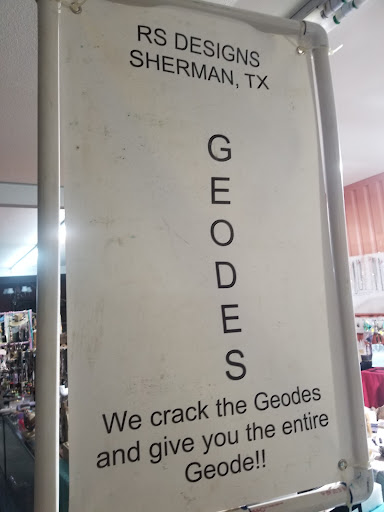 RS DESIGNS
SHERMAN, TX
G
E
O
D
E
S
We crack the Geodes
and give you the entire
Geode!!